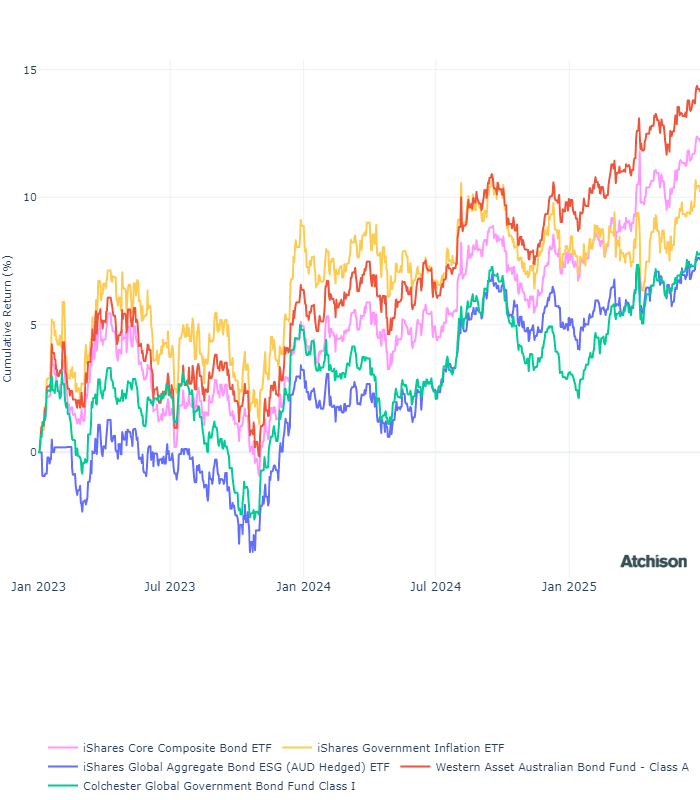 15
10
5
0
Cumulative Return (%)
Jan 2023 Jul 2023 Jan 2024 Jul 2024 Jan 2025
Atchison
iShares Core Composite Bond ETF iShares Government Inflation ETF
iShares Global Aggregate Bond ESG (AUD Hedged) ETF Western Asset Australian Bond Fund - Class A
Colchester Global Government Bond Fund Class I